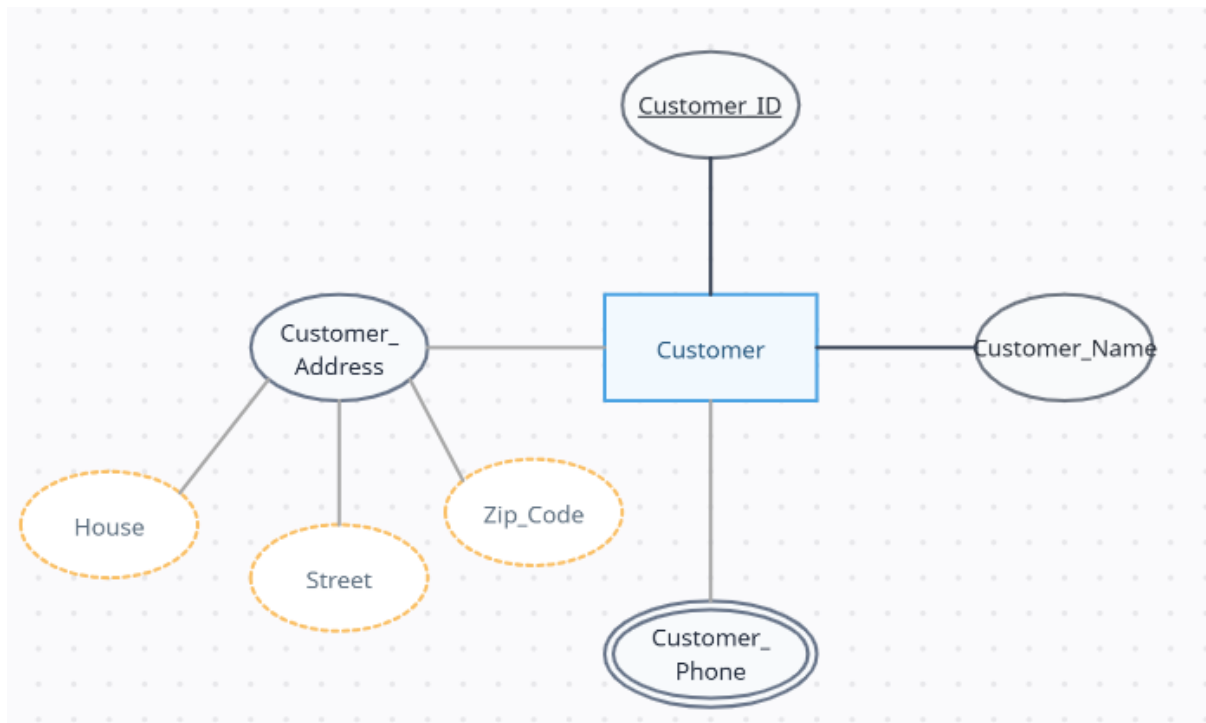 Customer_ID
Customer_
Address
Customer
Customer_Name
House
Street
Zip_Code
Customer_
Phone